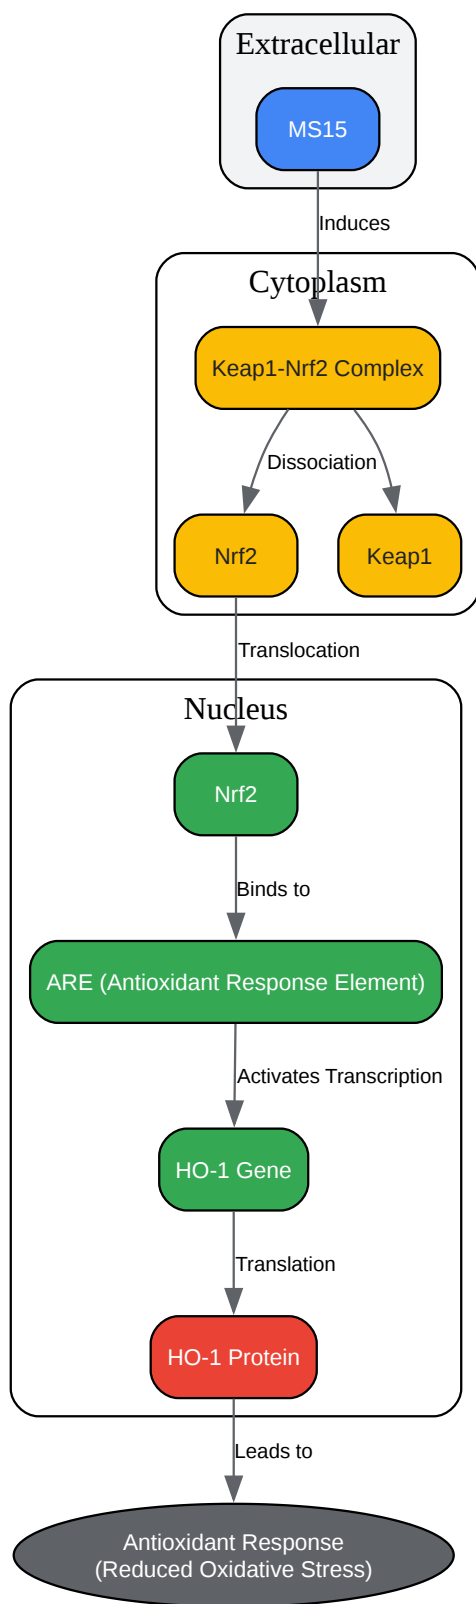 Extracellular
MS15
Induces
Cytoplasm
Keap1-Nrf2 Complex
Dissociation
Nrf2
Keap1
Translocation
Nucleus
Nrf2
Binds to
ARE (Antioxidant Response Element)
Activates Transcription
HO-1 Gene
Translation
HO-1 Protein
Leads to
Antioxidant Response
(Reduced Oxidative Stress)